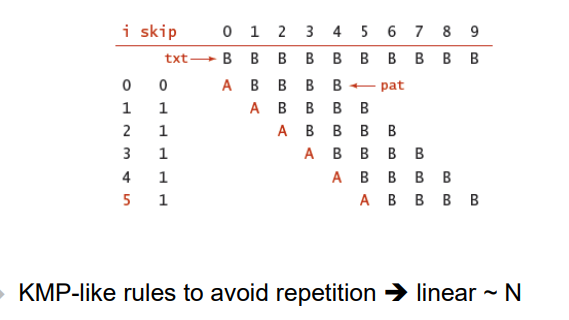 i skip 0 1 2 3 4 5 6 7 8 9
txt → B B B B B B B B B B
0 0 A B B B B ← pat
1 1 A B B B B
2 1 A B B B B
3 1 A B B B B
4 1 A B B B B
5 1 A B B B B
KMP-like rules to avoid repetition ➔ linear ~ N